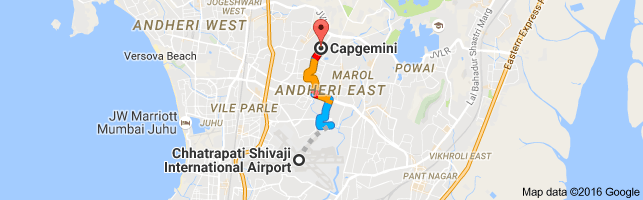 JOGESHWARI
WEST
JVLR
ANDHERI WEST
Capgemini
Versova Beach
MAROL
POWAI
ANDHERI EAST
JW Marriott
Mumbai Juhu
VILE PARLE
JUHU
Chhatrapati Shivaji
International Airport
VIKHROLI EAST
PANT NAGAR
Lal Bahadur Shastri Marg
Eastern Express-
Map data ©2016 Google